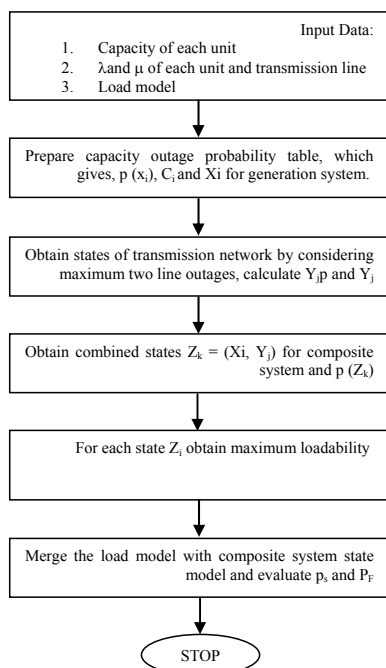 Input Data:
1. Capacity of each unit
2. λand μ of each unit and transmission line
3. Load model
Prepare capacity outage probability table, which
gives, p (xᵢ), Cᵢ and Xi for generation system.
Obtain states of transmission network by considering
maximum two line outages, calculate Yⱼp and Yⱼ
Obtain combined states Zₖ = (Xi, Yⱼ) for composite
system and p (Zₖ)
For each state Zᵢ obtain maximum loadability
Merge the load model with composite system state
model and evaluate pₛ and P_F
STOP